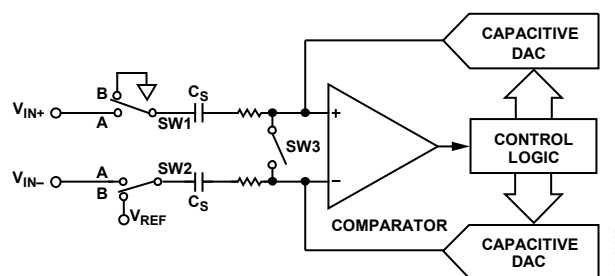 CAPACITIVE
DAC
B
CS
VIN+
A
SW1
+
SW3
CONTROL
LOGIC
VIN–
A
SW2
–
B
CS
VREF
COMPARATOR
CAPACITIVE
DAC